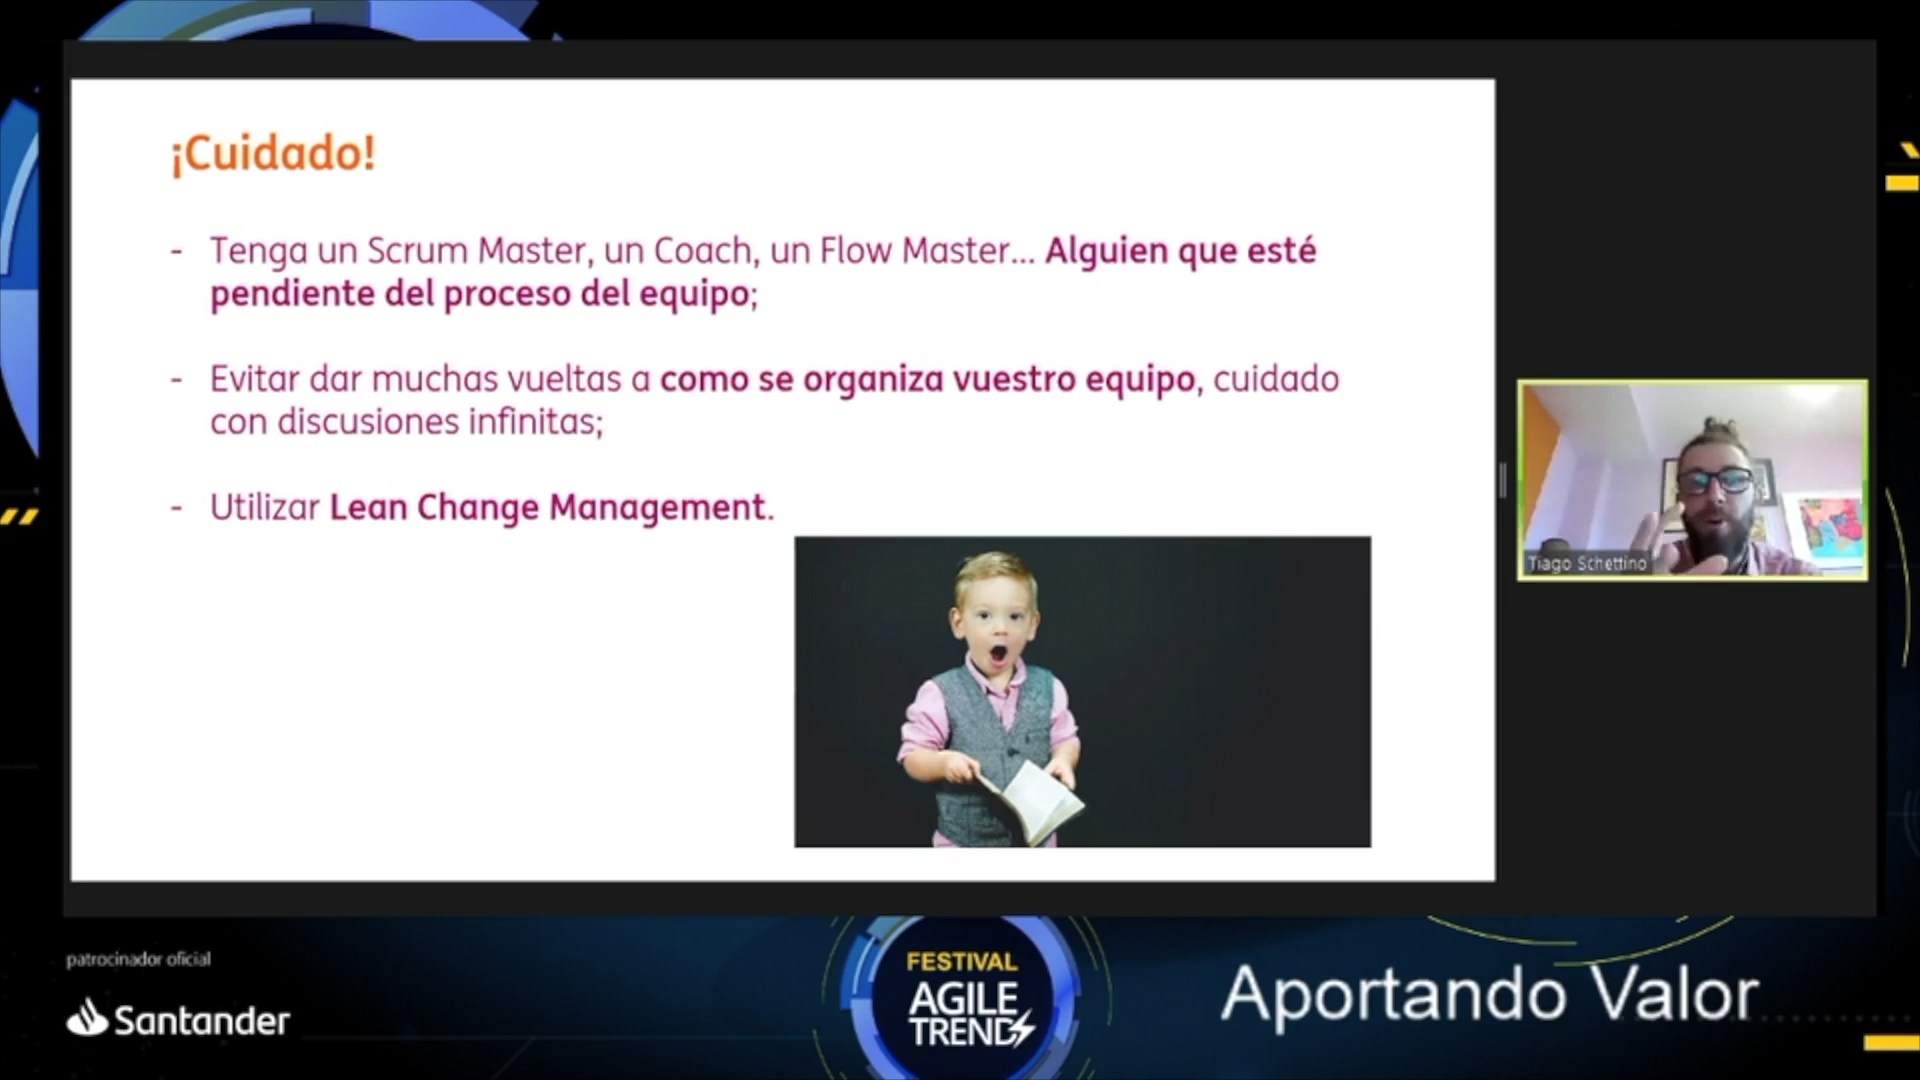 ¡Cuidado!
- Tenga un Scrum Master, un Coach, un Flow Master... Alguien que esté
pendiente del proceso del equipo;
- Evitar dar muchas vueltas a como se organiza vuestro equipo, cuidado
con discusiones infinitas;
- Utilizar Lean Change Management.
Tiago Schettino
patrocinador oficial
Santander
FESTIVAL
AGILE
TRENDS
Aportando Valor